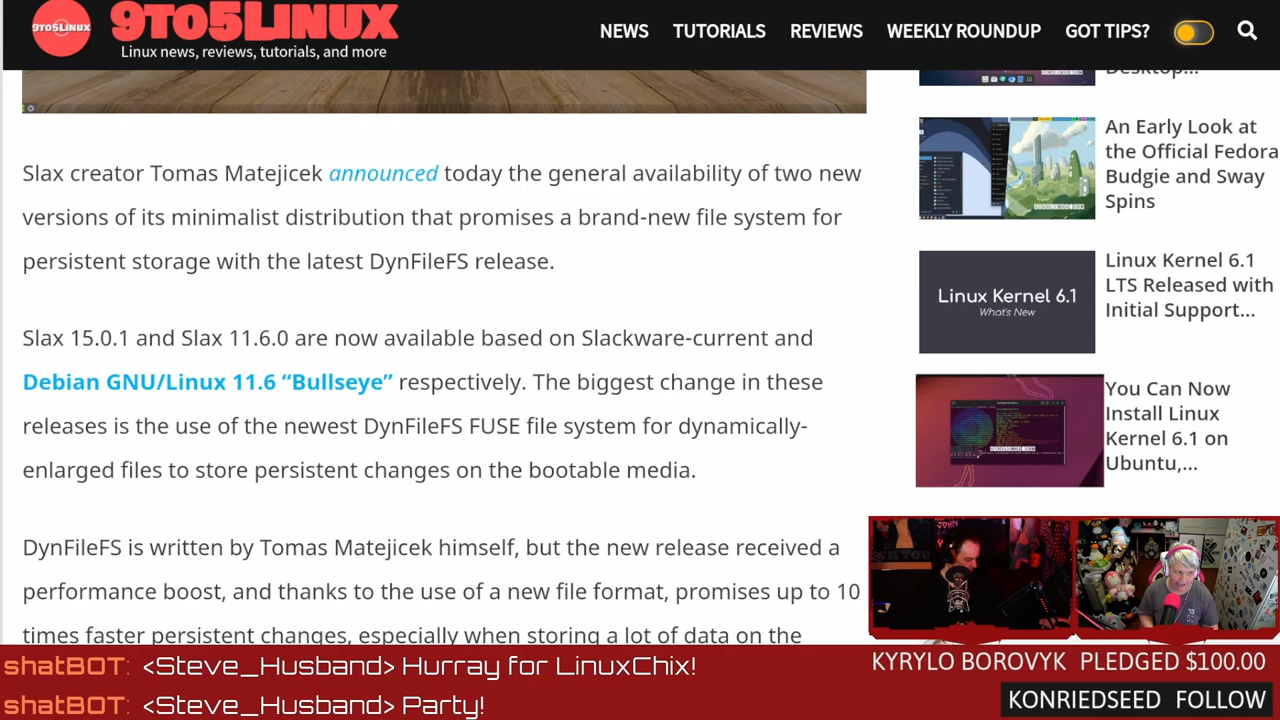 9TO5LINUX
9TO5LINUX
Linux news, reviews, tutorials, and more
NEWS TUTORIALS REVIEWS WEEKLY ROUNDUP GOT TIPS?
Slax creator Tomas Matejicek announced today the general availability of two new
versions of its minimalist distribution that promises a brand-new file system for
persistent storage with the latest DynFileFS release.
Slax 15.0.1 and Slax 11.6.0 are now available based on Slackware-current and
Debian GNU/Linux 11.6 “Bullseye” respectively. The biggest change in these
releases is the use of the newest DynFileFS FUSE file system for dynamically-
enlarged files to store persistent changes on the bootable media.
DynFileFS is written by Tomas Matejicek himself, but the new release received a
performance boost, and thanks to the use of a new file format, promises up to 10
times faster persistent changes, especially when storing a lot of data on the
Desktop...
An Early Look at
the Official Fedora
Budgie and Sway
Spins
Linux Kernel 6.1
What's New
Linux Kernel 6.1
LTS Released with
Initial Support...
You Can Now
Install Linux
Kernel 6.1 on
Ubuntu,...
shatBOT: <Steve_Husband> Hurray for LinuxChix!
shatBOT: <Steve_Husband> Party!
KYRYLO BOROVYK PLEDGED $100.00
KONRIEDSEED FOLLOW